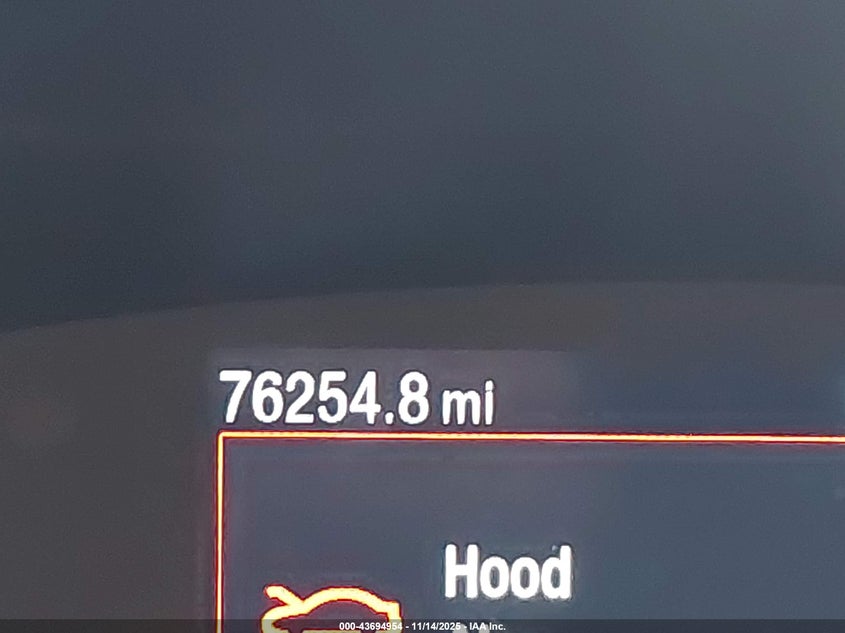 76254.8 mi
Hood
000-43694954 - 11/14/2025 - IAA Inc.